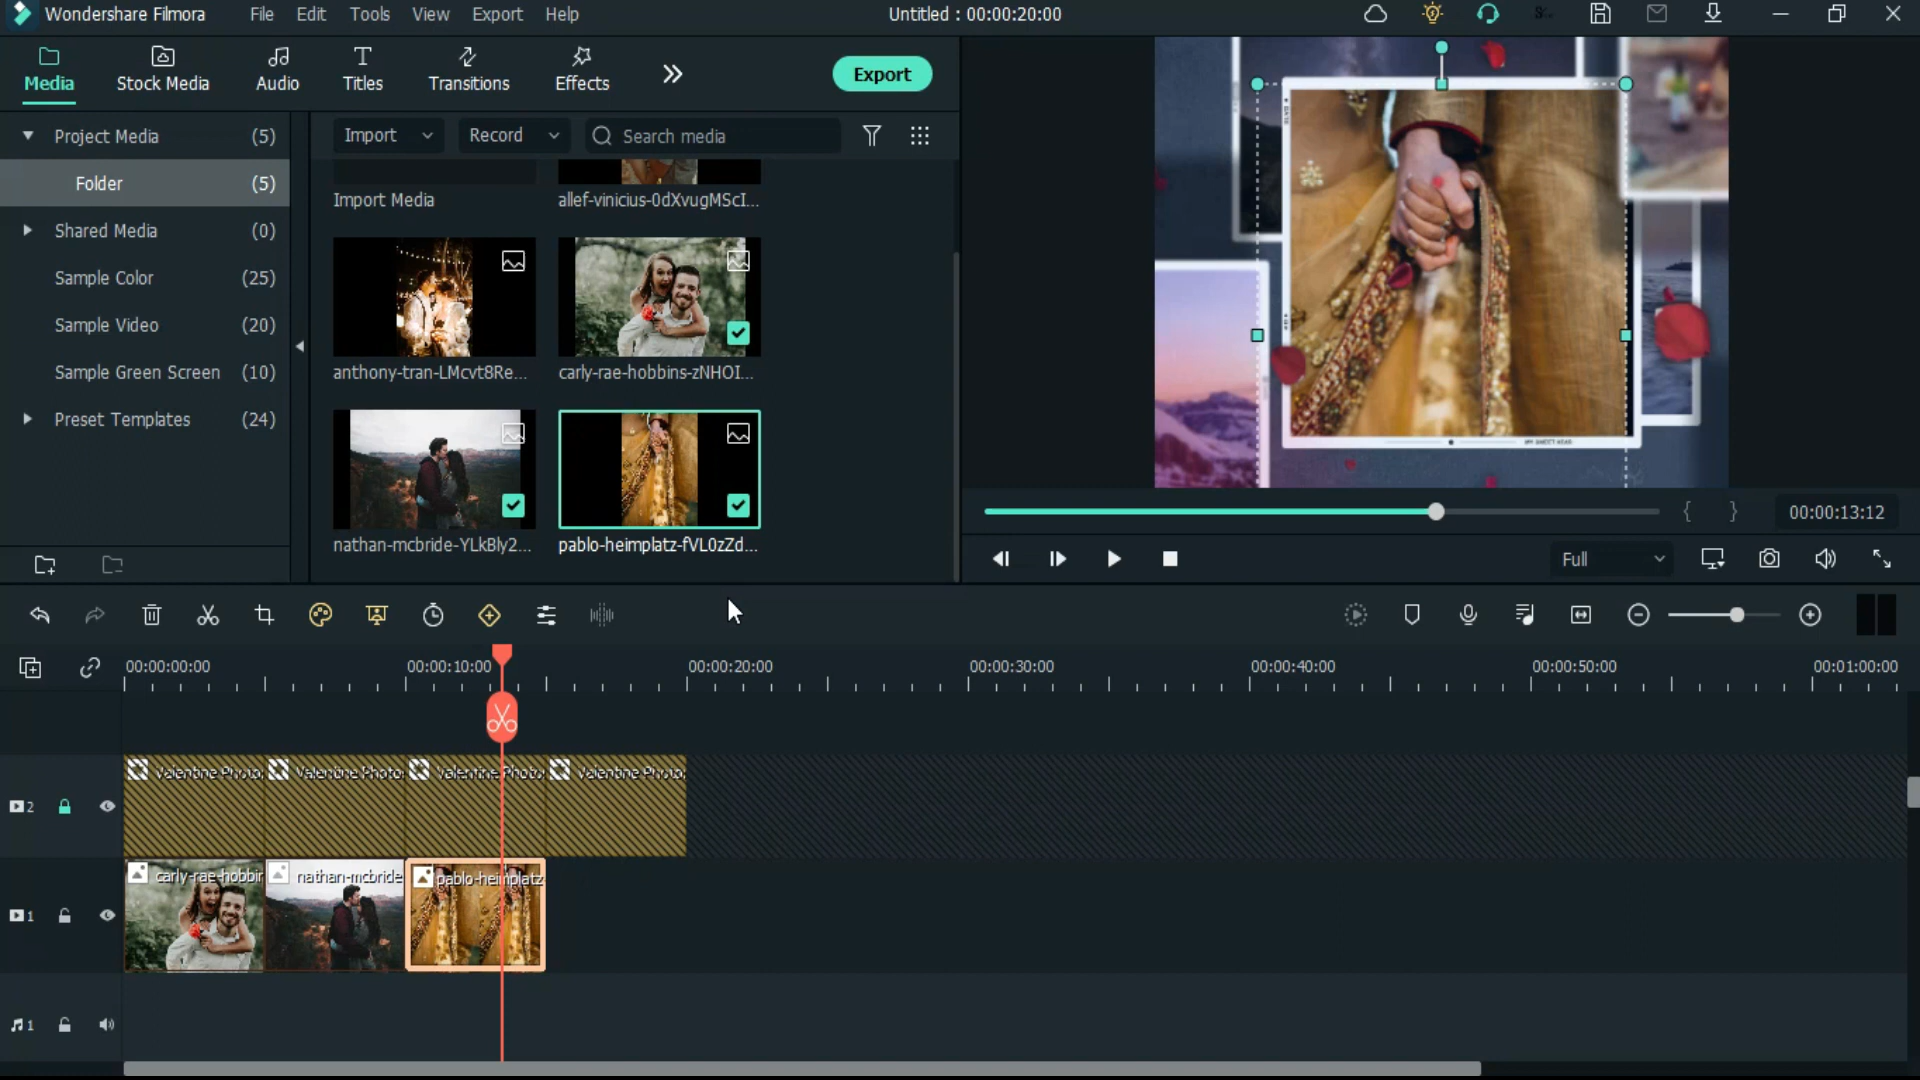 Wondershare Filmora
File
Edit
Tools
View
Export
Help
Untitled : 00:00:20:00
Media
Stock Media
Audio
Titles
Transitions
Effects
Export
Project Media (5)
Folder (5)
Shared Media (0)
Sample Color (25)
Sample Video (20)
Sample Green Screen (10)
Preset Templates (24)
Import
Record
Search media
Import Media
allef-vinicius-0dXvugMScI...
anthony-tran-LMcvt8Re...
carly-rae-hobbins-zNHOI...
nathan-mcbride-YLkBly2...
pablo-heimplatz-fVL0zZd...
MY SWEET HEAR
{ }
00:00:13:12
Full
00:00:00:00
00:00:10:00
00:00:20:00
00:00:30:00
00:00:40:00
00:00:50:00
00:01:00:00
2
Valentine Photo
Valentine Photo
Valentine Photo
Valentine Photo
1
carly-rae-hobbin
nathan-mcbride
pablo-heimplatz
1